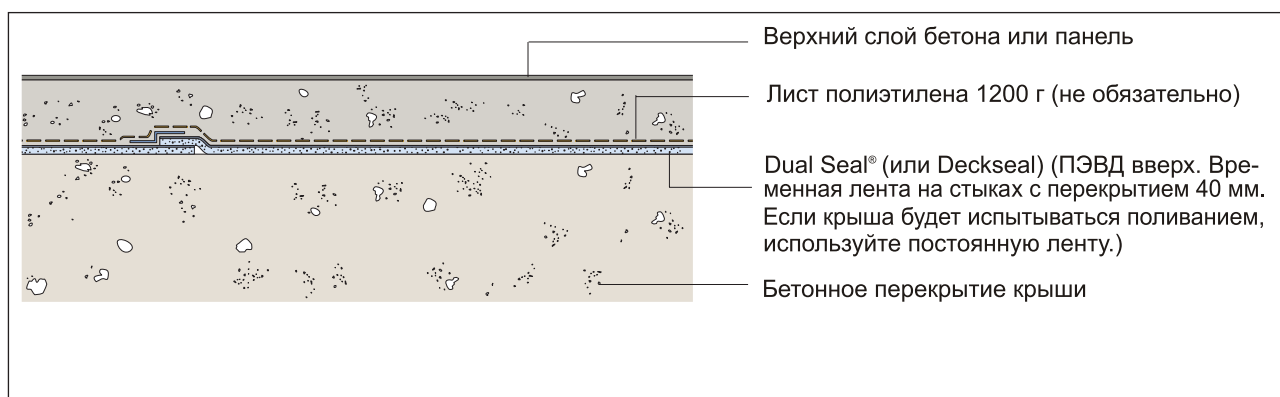 Верхний слой бетона или панель
Лист полиэтилена 1200 г (не обязательно)
Dual Seal® (или Deckseal) (ПЭВД вверх. Вре-
менная лента на стыках с перекрытием 40 мм.
Если крыша будет испытываться поливанием,
используйте постоянную ленту.)
Бетонное перекрытие крыши